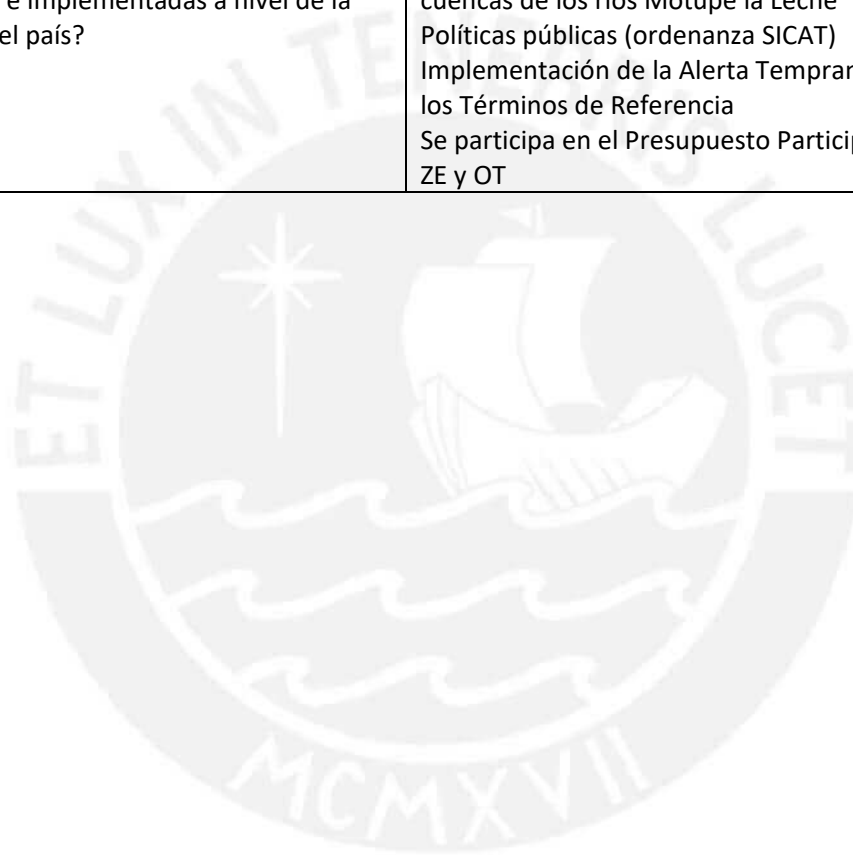 e implementadas a nivel de la
el país?
cuencas de los ríos Motupe la Leche
Políticas públicas (ordenanza SICAT)
Implementación de la Alerta
los Términos de Referencia
Se participa en el Presupuesto
ZE y OT
ET LUX IN TENEBRIS LUCET
MCMXVII